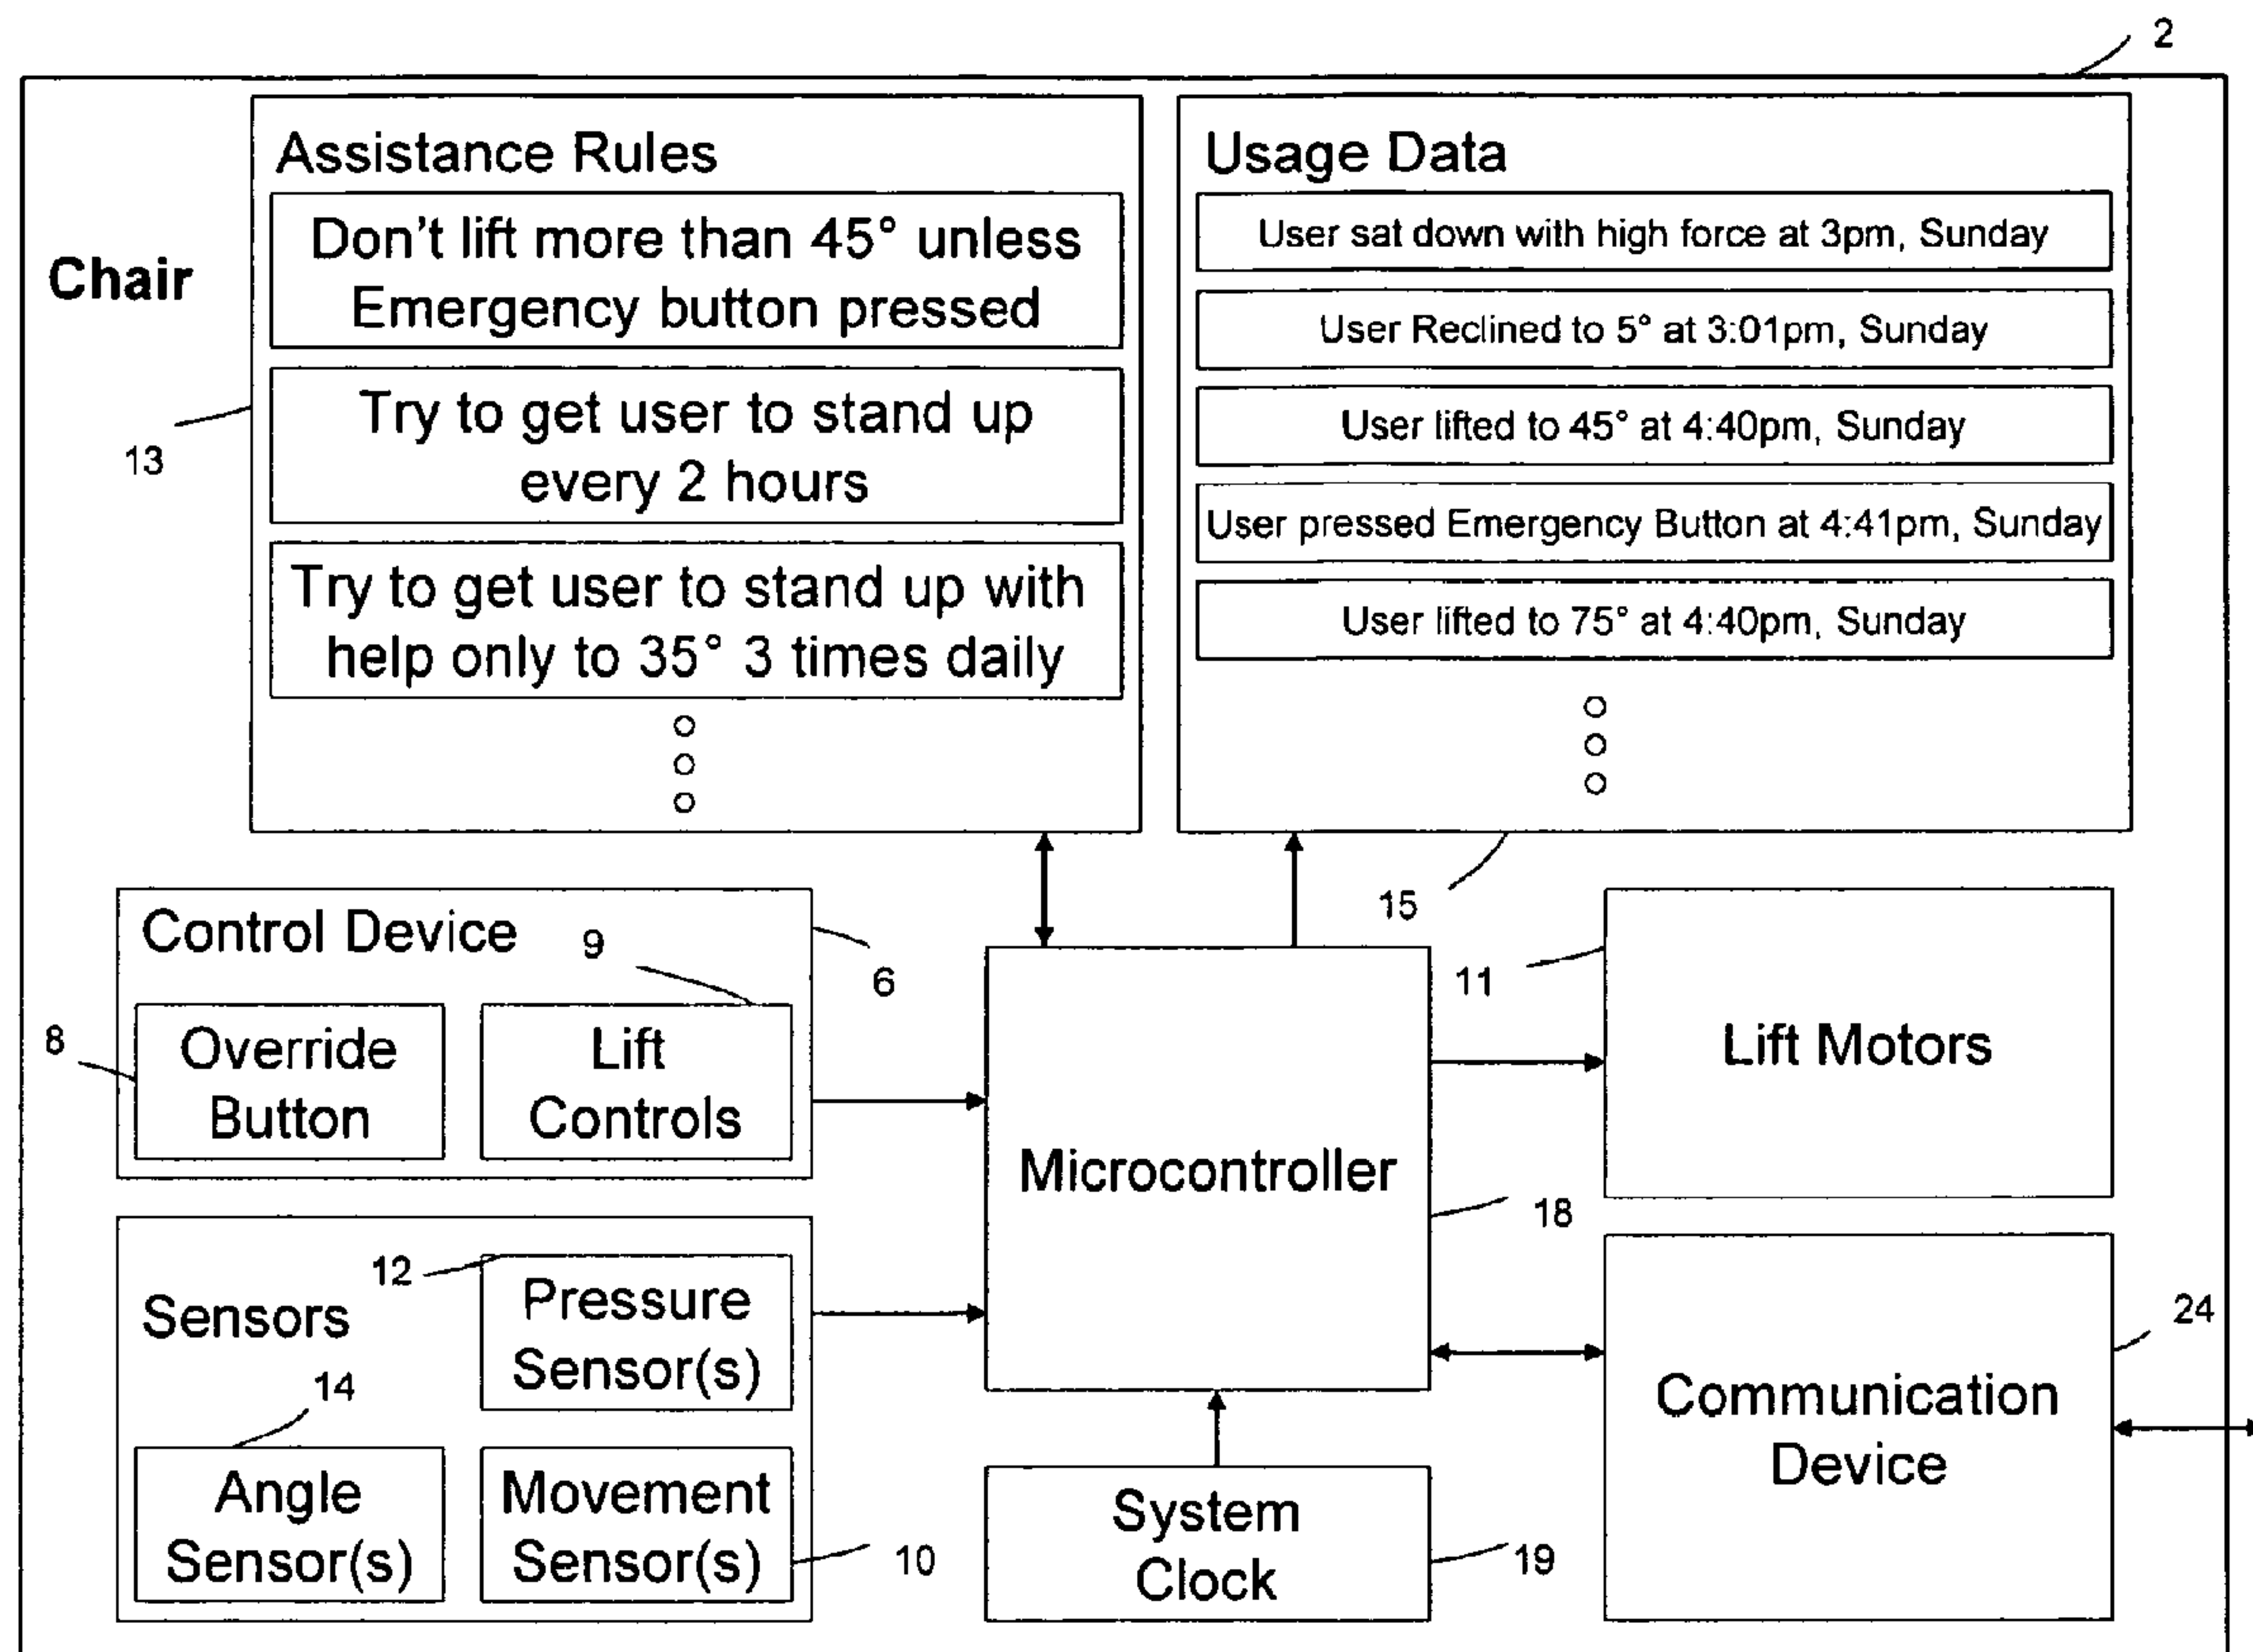 2
Chair
Assistance Rules
Don't lift more than 45° unless
Emergency button pressed
Try to get user to stand up
every 2 hours
Try to get user to stand up with
help only to 35° 3 times daily
13
Usage Data
User sat down with high force at 3pm, Sunday
User Reclined to 5° at 3:01pm, Sunday
User lifted to 45° at 4:40pm, Sunday
User pressed Emergency Button at 4:41pm, Sunday
User lifted to 75° at 4:40pm, Sunday
15
Control Device
9
6
8
Override
Button
Lift
Controls
Microcontroller
18
11
Lift Motors
Sensors
12
Pressure
Sensor(s)
14
Angle
Sensor(s)
Movement
Sensor(s)
10
System
Clock
19
24
Communication
Device